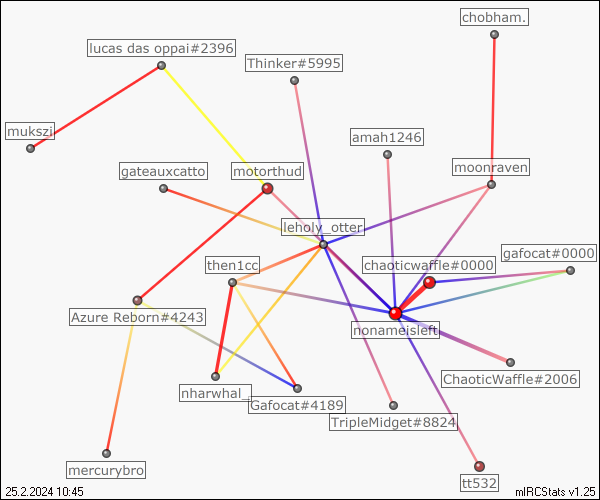 chobham.
lucas das oppai#2396
Thinker#5995
mukszi
amah1246
gateauxcatto
motorthud
moonraven
leholy_otter
gafocat#0000
then1cc
chaoticwaffle#0000
Azure Reborn#4243
nonameisleft
ChaoticWaffle#2006
nharwhal_
Gafocat#4189
TripleMidget#8824
mercurybro
tt532
25.2.2024 10:45
mIRCStats v1.25